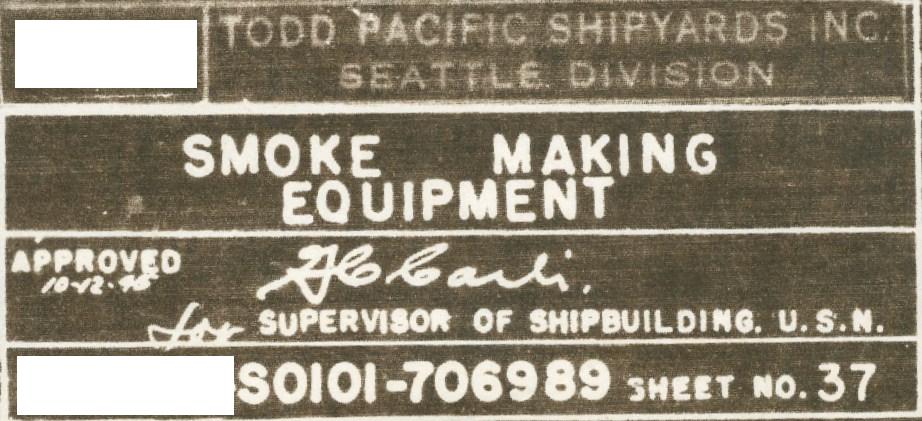 TODD PACIFIC SHIPYARDS INC.
SEATTLE DIVISION
SMOKE MAKING
EQUIPMENT
APPROVED
10-12-45
for SUPERVISOR OF SHIPBUILDING, U.S.N.
-S0101-706989 SHEET NO. 37